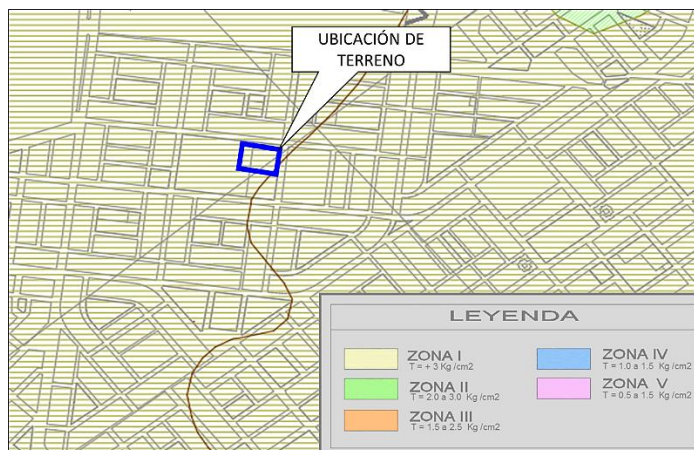 UBICACIÓN DE
TERRENO
LEYENDA
ZONA I
T = + 3 Kg /cm2
ZONA II
T = 2.0 a 3.0 Kg /cm2
ZONA III
T = 1.5 a 2.5 Kg /cm2
ZONA IV
T = 1.0 a 1.5 Kg /cm2
ZONA V
T = 0.5 a 1.5 Kg /cm2